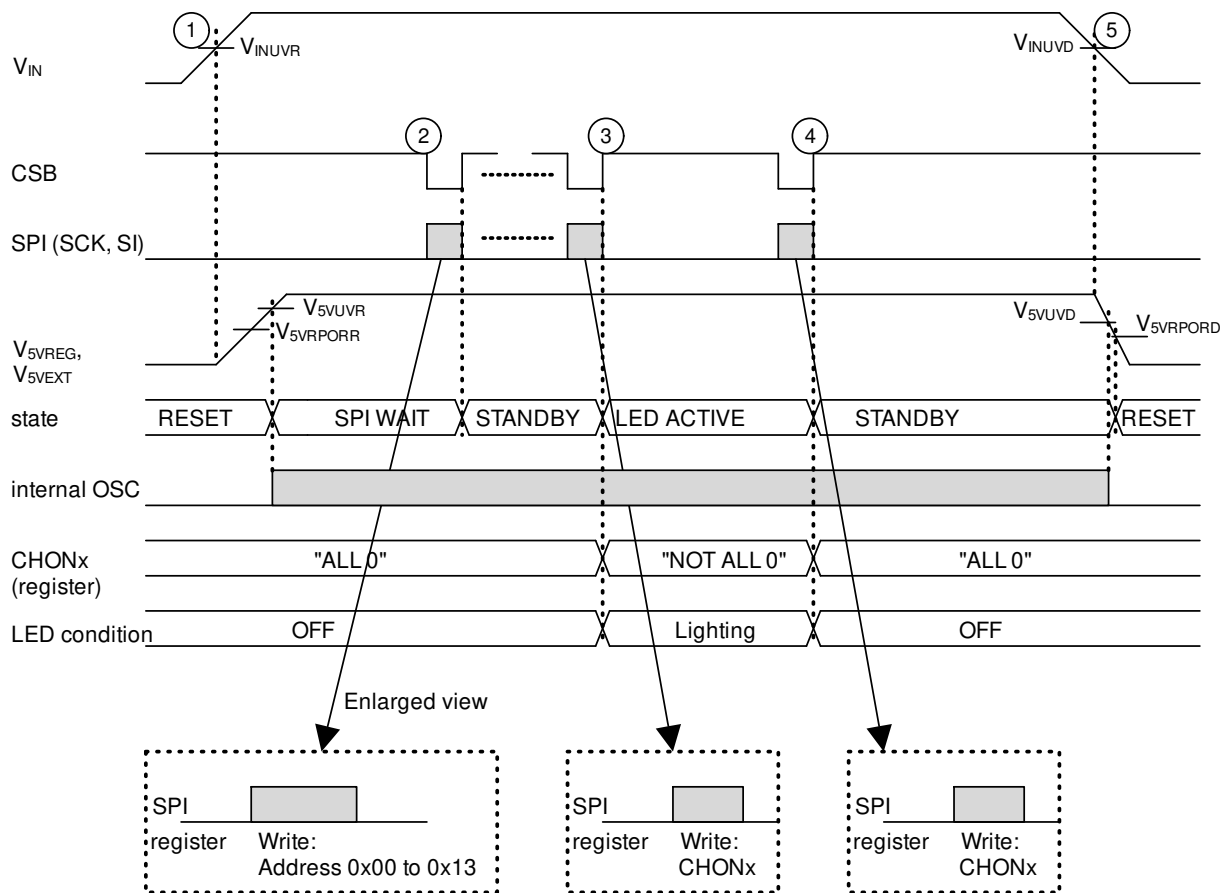 1
VINUVR
VINUVD
5
VIN
2
3
4
CSB
SPI (SCK, SI)
V5VUVR
V5VRPORR
V5VUVD
V5VRPORD
V5VREG,
V5VEXT
state
RESET
SPI WAIT
STANDBY
LED ACTIVE
STANDBY
RESET
internal OSC
CHONx
(register)
"ALL 0"
"NOT ALL 0"
"ALL 0"
LED condition
OFF
Lighting
OFF
Enlarged view
SPI
register
Write:
Address 0x00 to 0x13
SPI
register
Write:
CHONx
SPI
register
Write:
CHONx